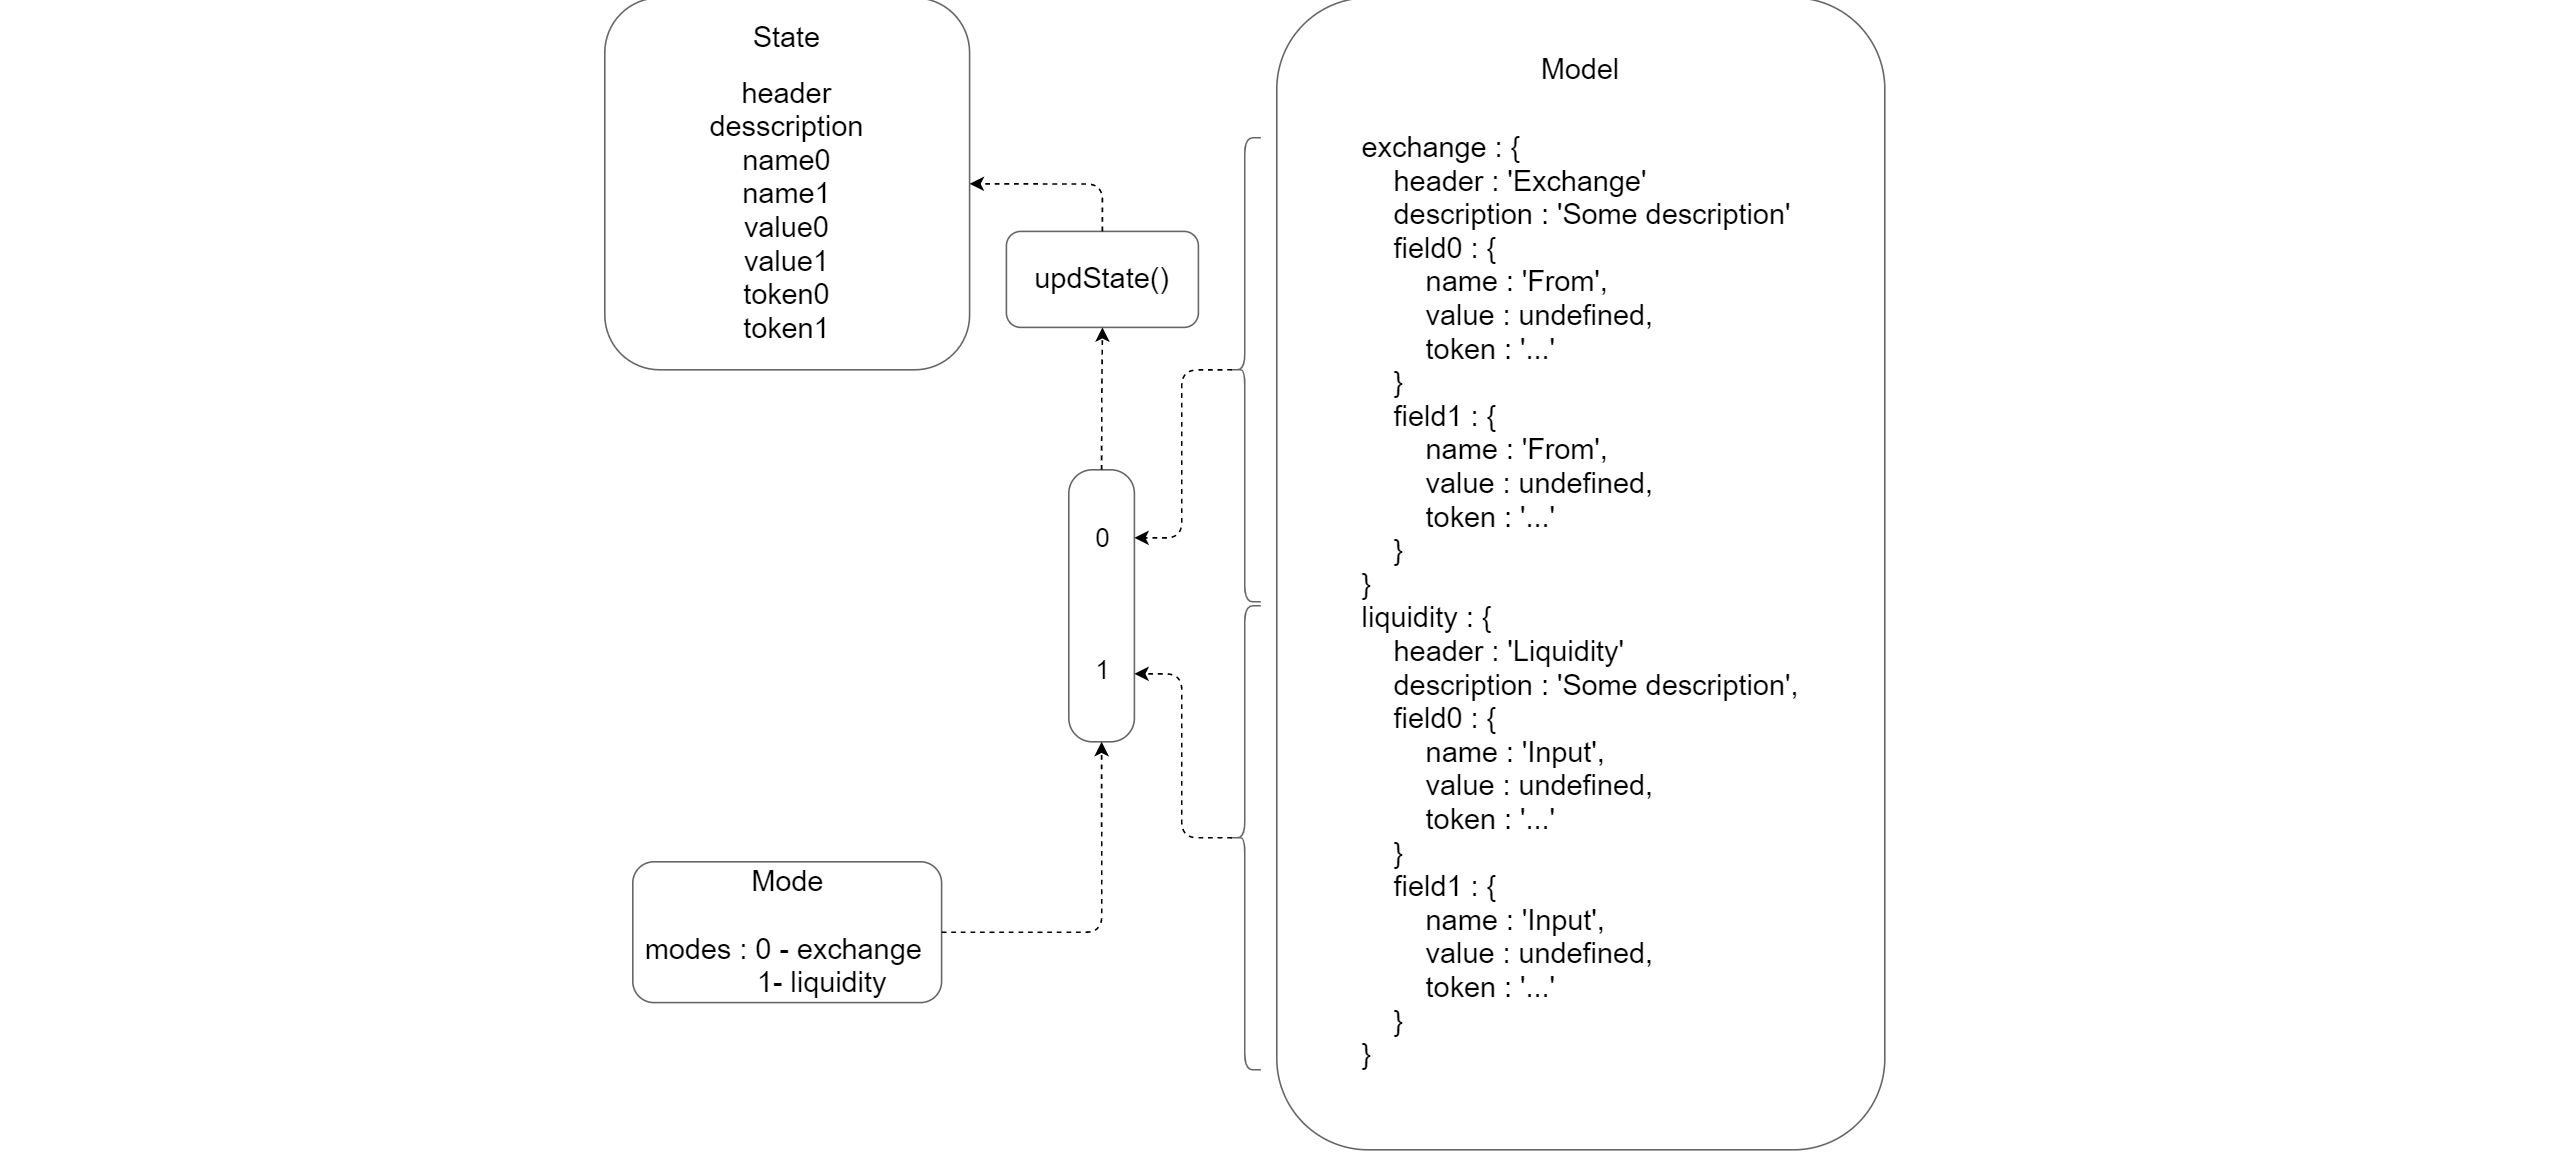 State
header
desscription
name0
name1
value0
value1
token0
token1
updState()
0
1
Mode
modes : 0 - exchange
1- liquidity
Model
exchange : {
header : 'Exchange'
description : 'Some description'
field0 : {
name : 'From',
value : undefined,
token : '...'
}
field1 : {
name : 'From',
value : undefined,
token : '...'
}
}
liquidity : {
header : 'Liquidity'
description : 'Some description',
field0 : {
name : 'Input',
value : undefined,
token : '...'
}
field1 : {
name : 'Input',
value : undefined,
token : '...'
}
}